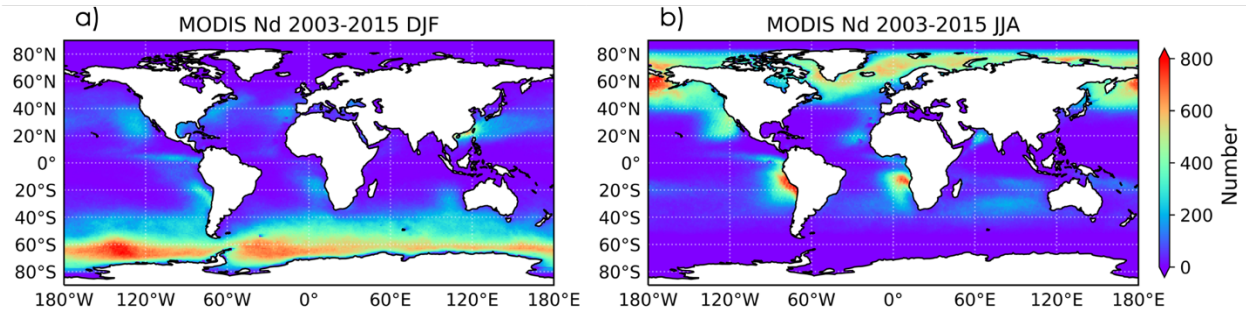 a) MODIS Nd 2003-2015 DJF
80°N
60°N
40°N
20°N
0°
20°S
40°S
60°S
80°S
180°W 120°W 60°W 0° 60°E 120°E 180°E
b) MODIS Nd 2003-2015 JJA
80°N
60°N
40°N
20°N
0°
20°S
40°S
60°S
80°S
180°W 120°W 60°W 0° 60°E 120°E 180°E
800
600
400
200
0
Number